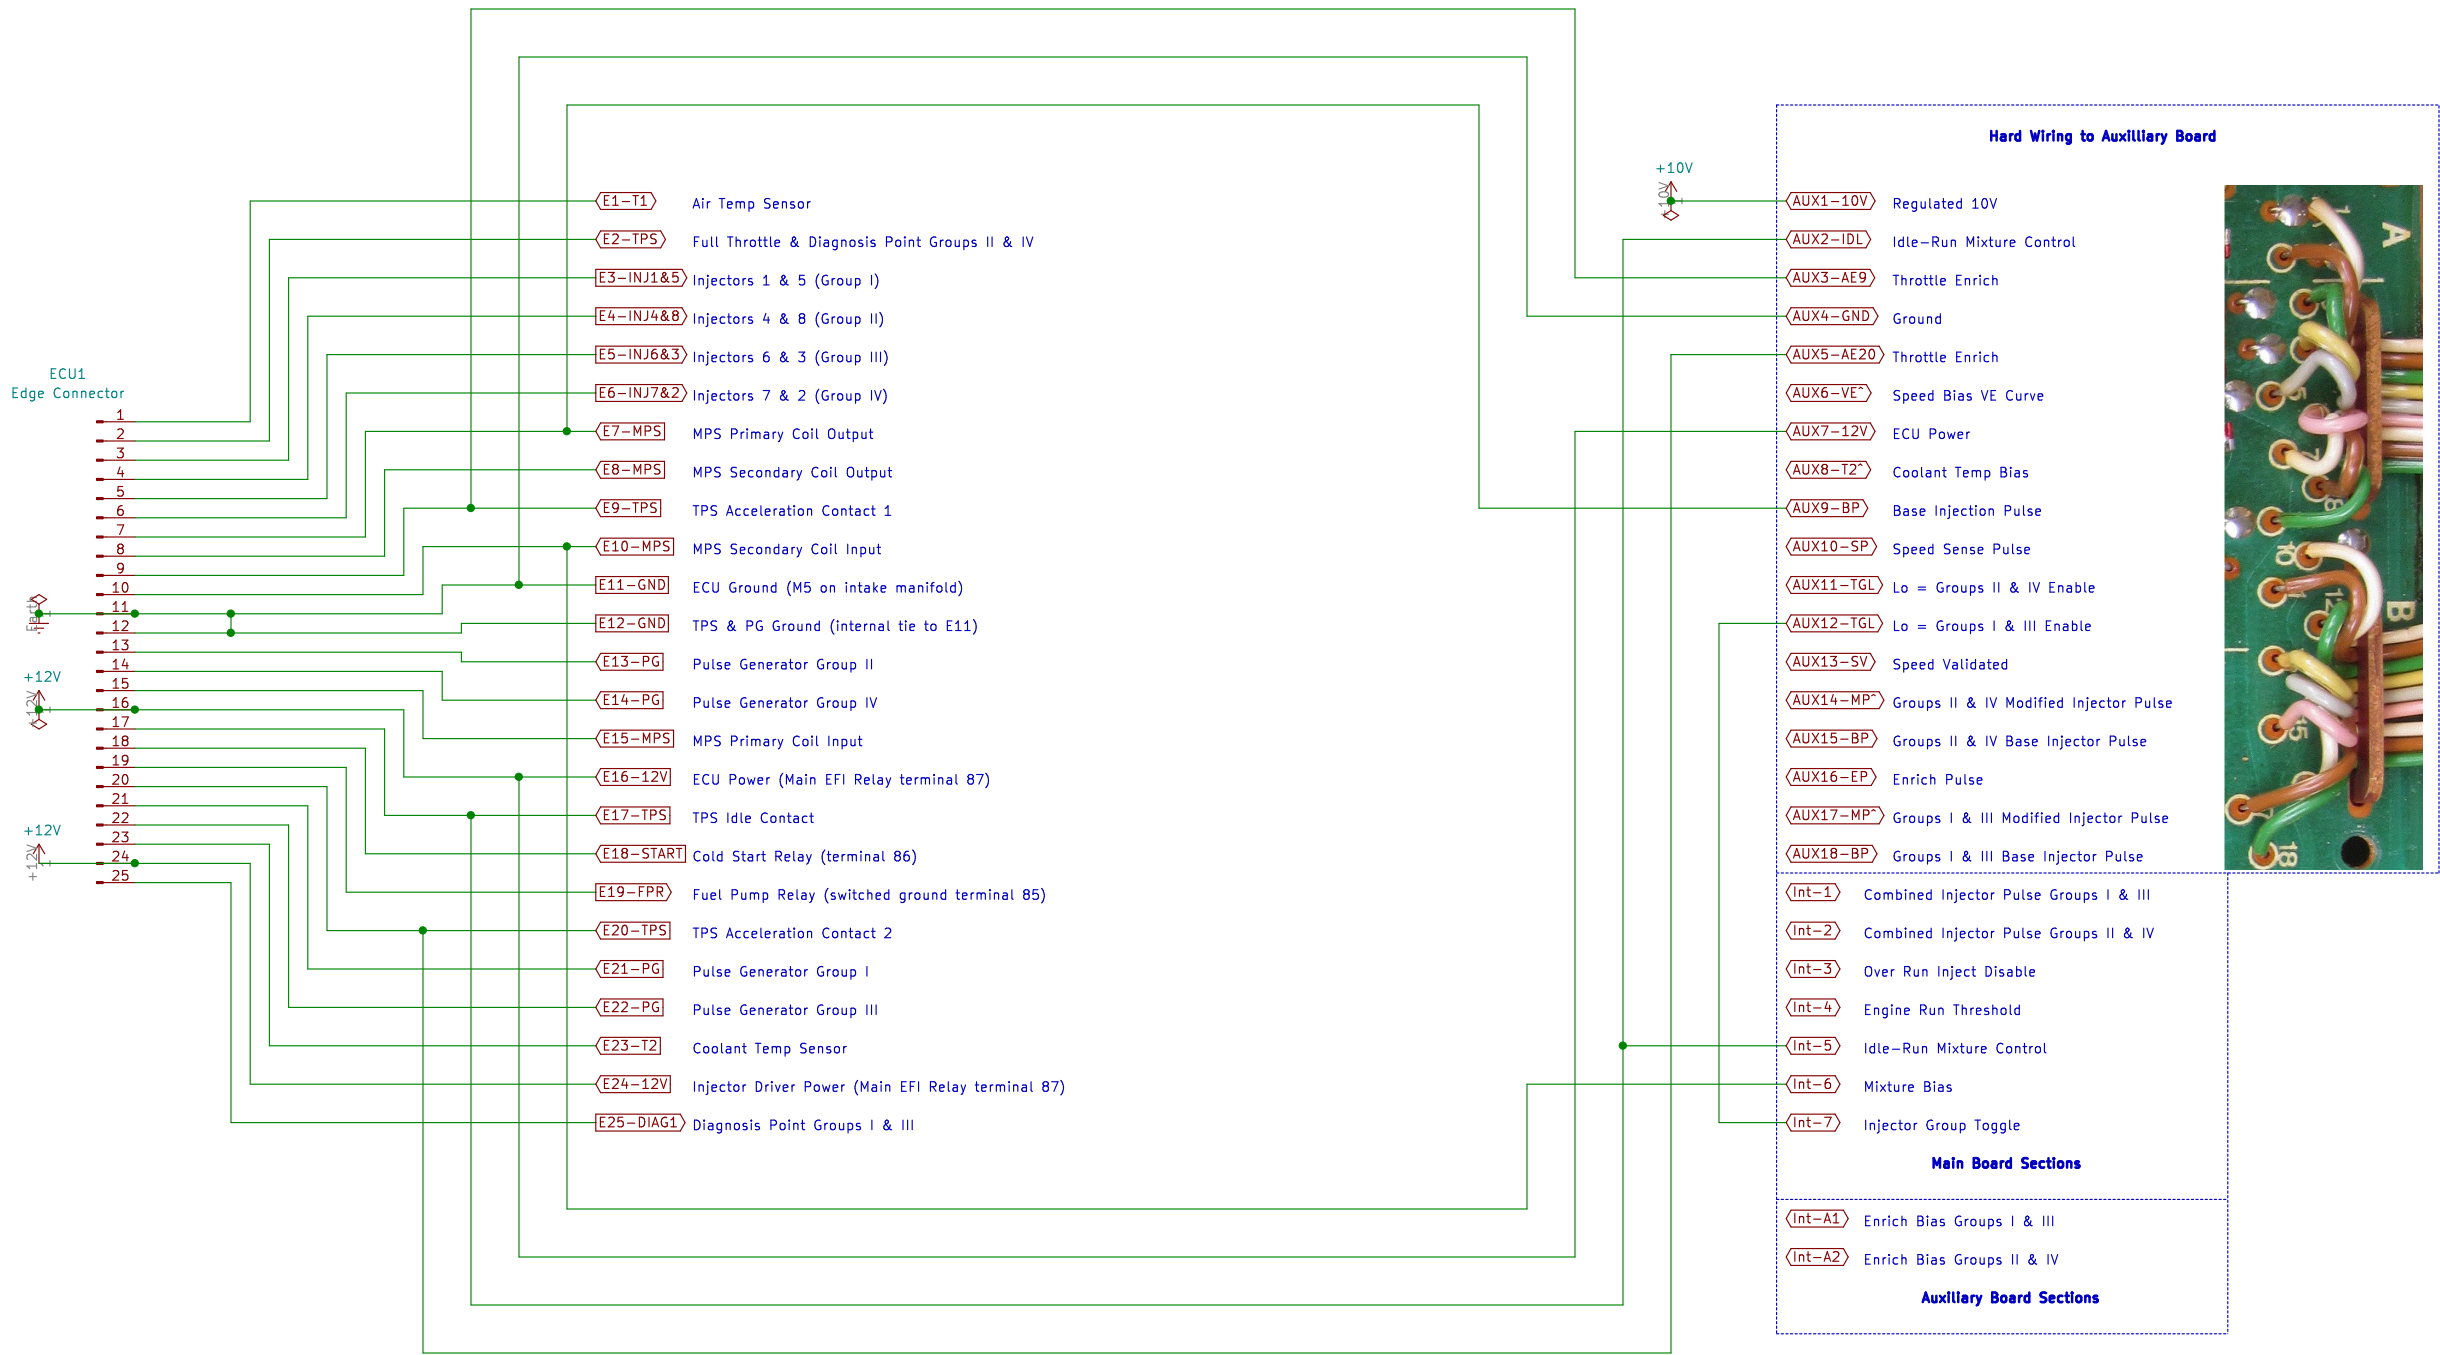 ECU1
Edge Connector
1
2
3
4
5
6
7
8
9
10
11
12
13
14
15
16
17
18
19
20
21
22
23
24
25
Earth
+12V
+12V
+12V
+12V
E1-T1 Air Temp Sensor
E2-TPS Full Throttle & Diagnosis Point Groups II & IV
E3-INJ1&5 Injectors 1 & 5 (Group I)
E4-INJ4&8 Injectors 4 & 8 (Group II)
E5-INJ6&3 Injectors 6 & 3 (Group III)
E6-INJ7&2 Injectors 7 & 2 (Group IV)
E7-MPS MPS Primary Coil Output
E8-MPS MPS Secondary Coil Output
E9-TPS TPS Acceleration Contact 1
E10-MPS MPS Secondary Coil Input
E11-GND ECU Ground (M5 on intake manifold)
E12-GND TPS & PG Ground (internal tie to E11)
E13-PG Pulse Generator Group II
E14-PG Pulse Generator Group IV
E15-MPS MPS Primary Coil Input
E16-12V ECU Power (Main EFI Relay terminal 87)
E17-TPS TPS Idle Contact
E18-START Cold Start Relay (terminal 86)
E19-FPR Fuel Pump Relay (switched ground terminal 85)
E20-TPS TPS Acceleration Contact 2
E21-PG Pulse Generator Group I
E22-PG Pulse Generator Group III
E23-T2 Coolant Temp Sensor
E24-12V Injector Driver Power (Main EFI Relay terminal 87)
E25-DIAG1 Diagnosis Point Groups I & III
+10V
+10V
Hard Wiring to Auxilliary Board
AUX1-10V Regulated 10V
AUX2-IDL Idle-Run Mixture Control
AUX3-AE9 Throttle Enrich
AUX4-GND Ground
AUX5-AE20 Throttle Enrich
AUX6-VE^ Speed Bias VE Curve
AUX7-12V ECU Power
AUX8-T2^ Coolant Temp Bias
AUX9-BP Base Injection Pulse
AUX10-SP Speed Sense Pulse
AUX11-TGL Lo = Groups II & IV Enable
AUX12-TGL Lo = Groups I & III Enable
AUX13-SV Speed Validated
AUX14-MP^ Groups II & IV Modified Injector Pulse
AUX15-BP Groups II & IV Base Injector Pulse
AUX16-EP Enrich Pulse
AUX17-MP^ Groups I & III Modified Injector Pulse
AUX18-BP Groups I & III Base Injector Pulse
Int-1 Combined Injector Pulse Groups I & III
Int-2 Combined Injector Pulse Groups II & IV
Int-3 Over Run Inject Disable
Int-4 Engine Run Threshold
Int-5 Idle-Run Mixture Control
Int-6 Mixture Bias
Int-7 Injector Group Toggle
Main Board Sections
Int-A1 Enrich Bias Groups I & III
Int-A2 Enrich Bias Groups II & IV
Auxiliary Board Sections
A
5
7
8
10
12
B
15
18